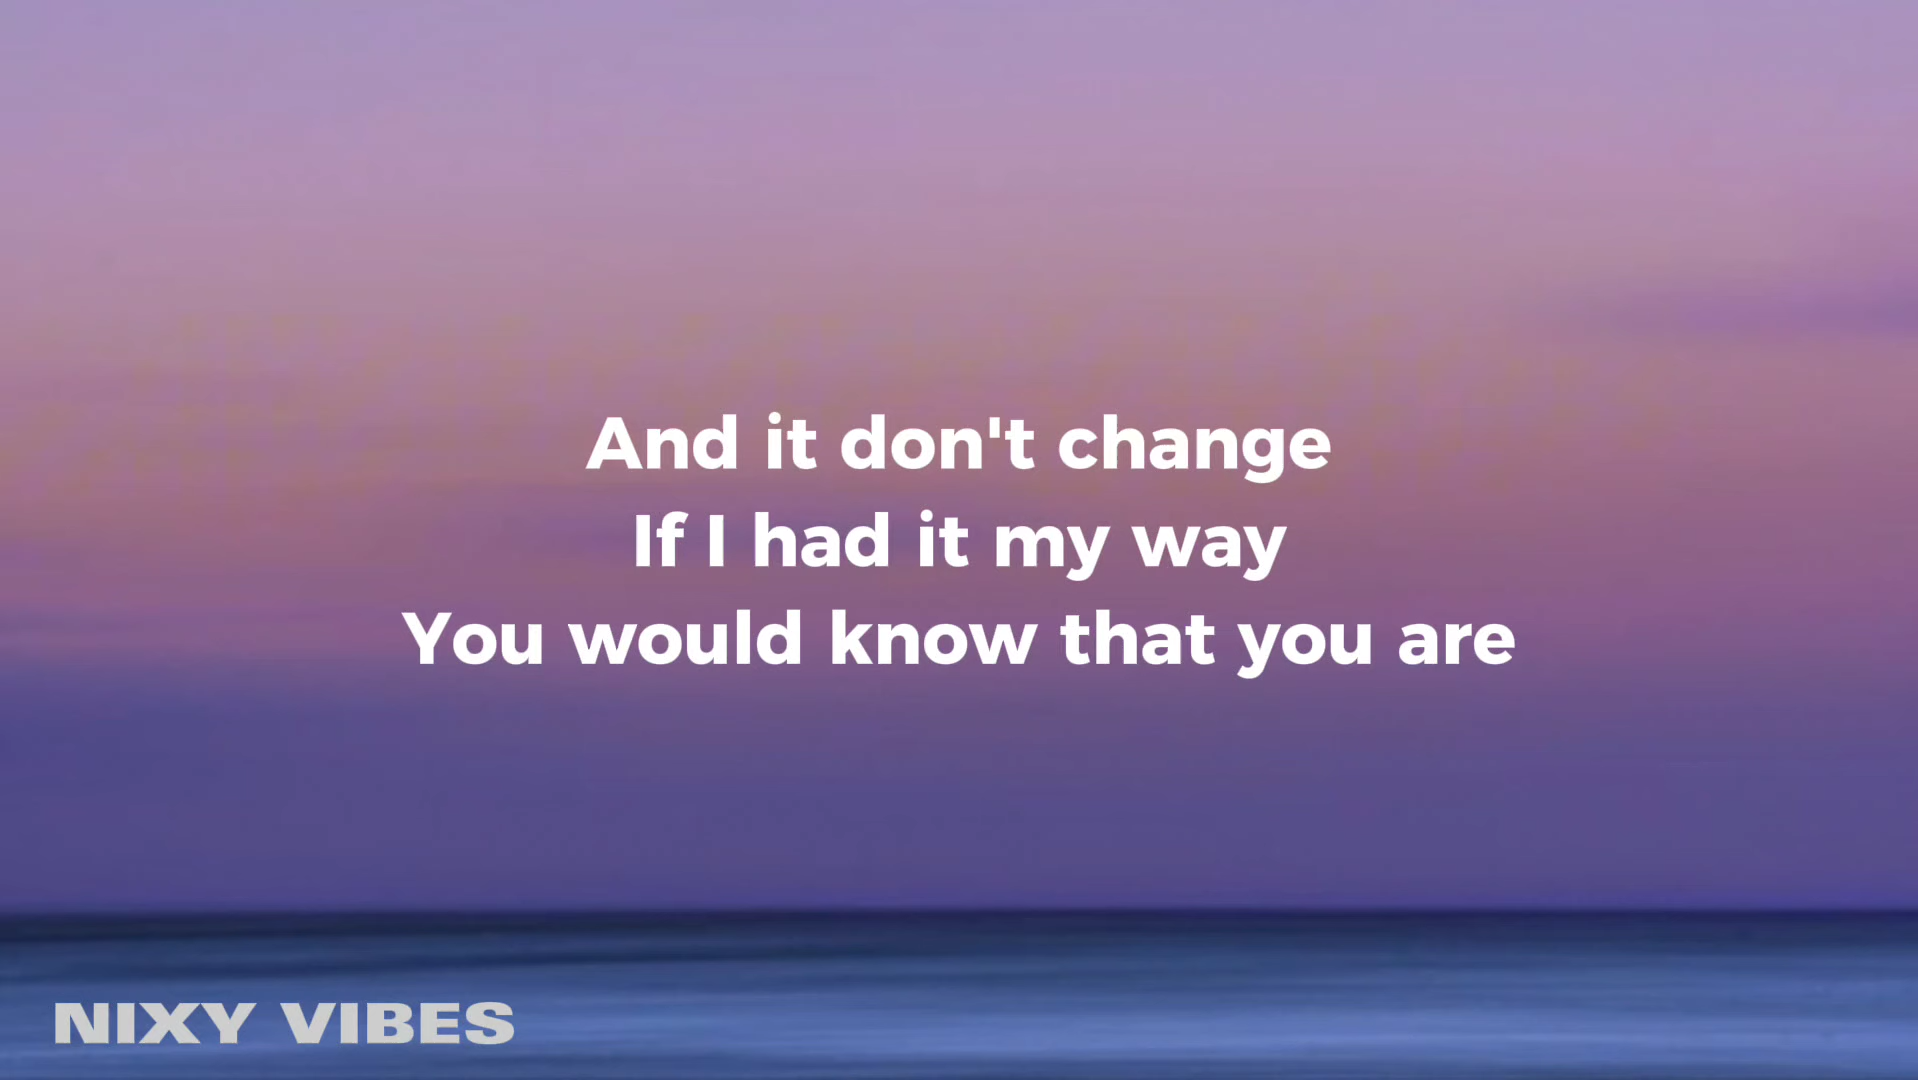 And it don't change
If I had it my way
You would know that you are
NIXY VIBES